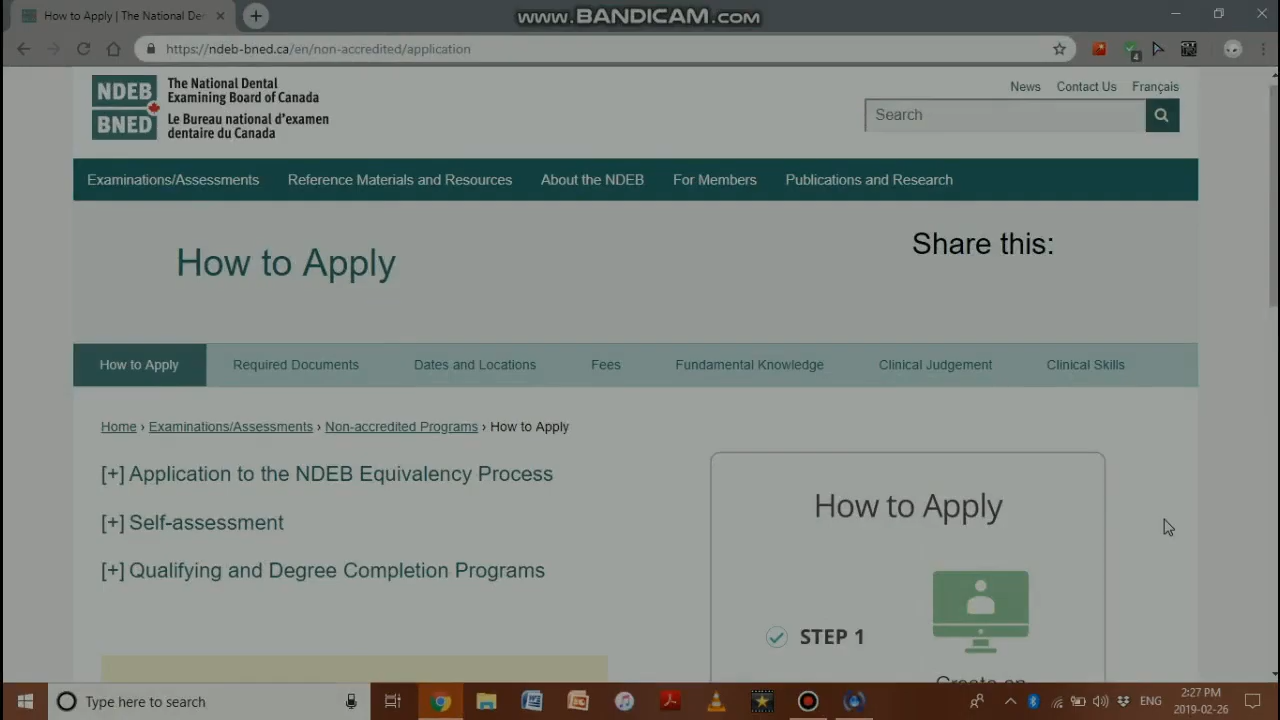 How to Apply | The National De
www.BANDICAM.com
https://ndeb-bned.ca/en/non-accredited/application
4
NDEB
BNED
The National Dental
Examining Board of Canada
Le Bureau national d'examen
dentaire du Canada
News Contact Us Français
Search
Examinations/Assessments Reference Materials and Resources About the NDEB For Members Publications and Research
How to Apply
Share this:
How to Apply Required Documents Dates and Locations Fees Fundamental Knowledge Clinical Judgement Clinical Skills
Home › Examinations/Assessments › Non-accredited Programs › How to Apply
[+] Application to the NDEB Equivalency Process
[+] Self-assessment
[+] Qualifying and Degree Completion Programs
How to Apply
STEP 1
Create an
Type here to search
ENG
2:27 PM
2019-02-26